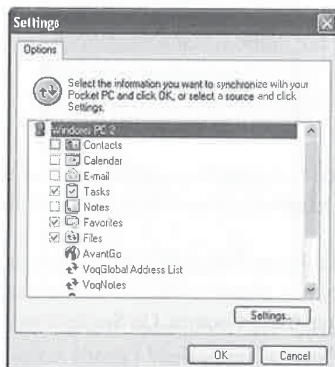 Settings
Options
Select the information you want to synchronize with your
Pocket PC and click OK, or select a source and click
Settings.
Windows PC 2
Contacts
Calendar
E-mail
Tasks
Notes
Favorites
Files
AvantGo
VoqGlobal Address List
VoqNotes
Settings...
OK
Cancel